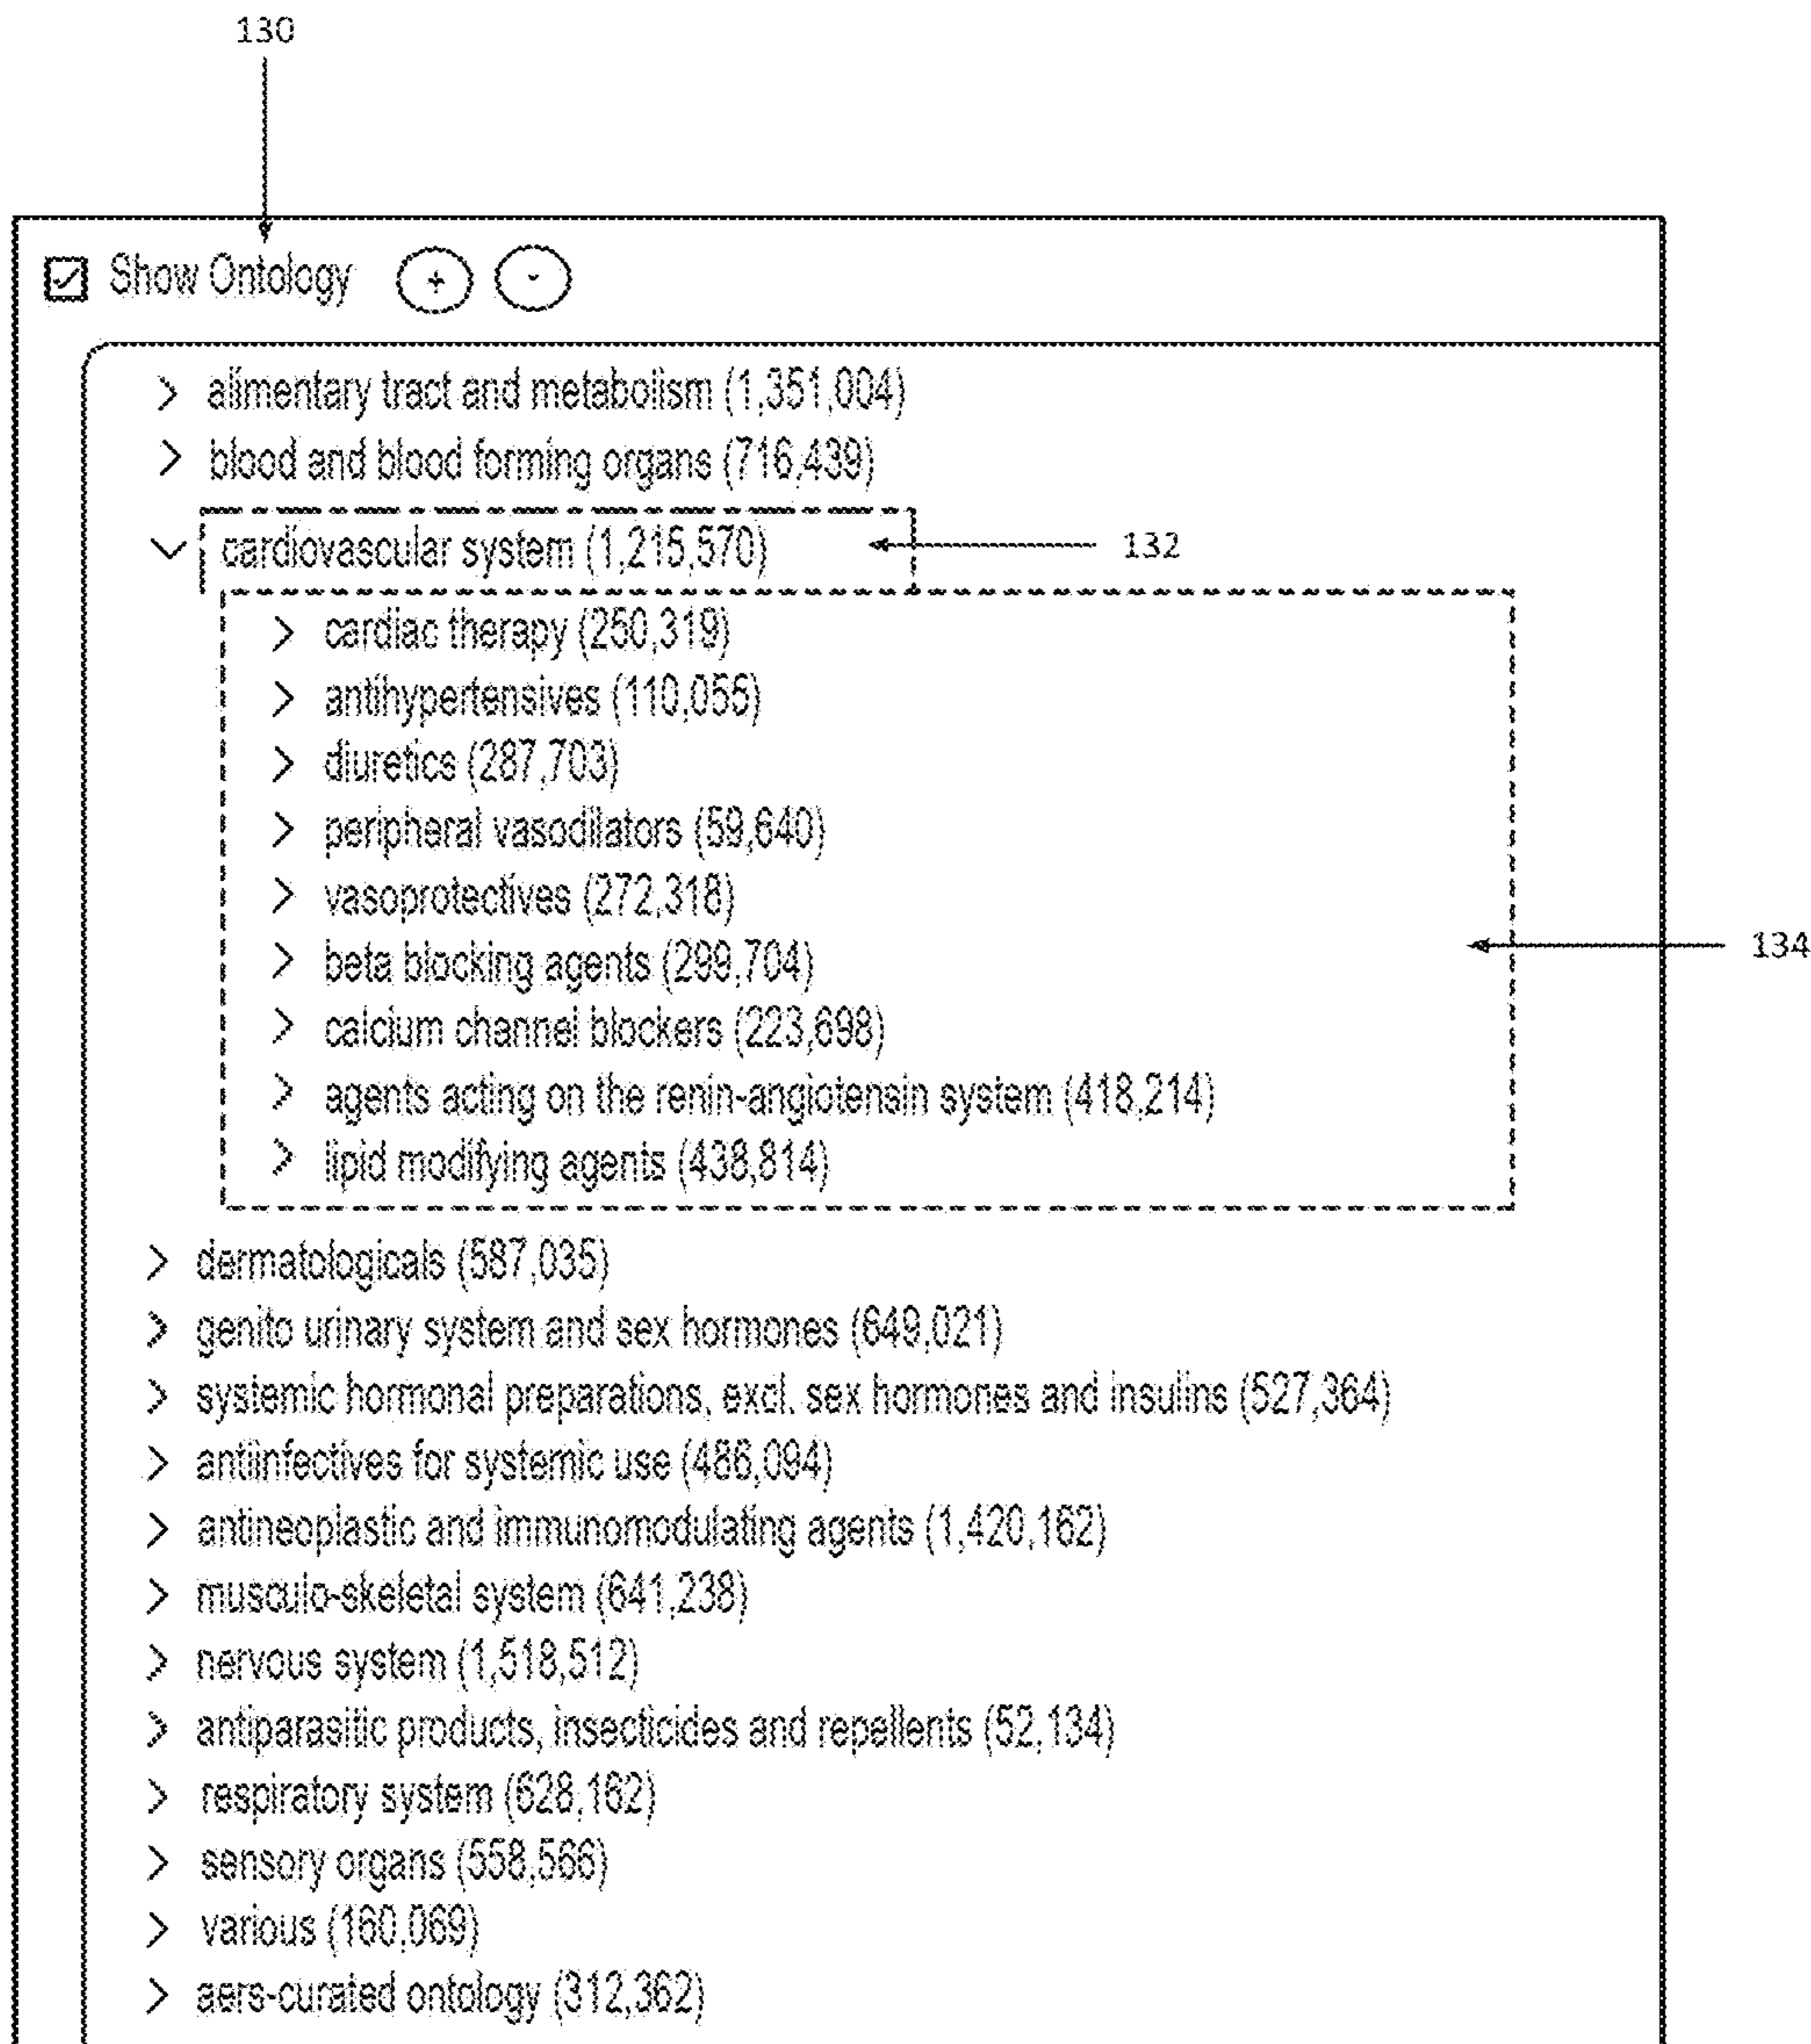 130
Show Ontology + -
> alimentary tract and metabolism (1,351,004)
> blood and blood forming organs (716,439)
cardiovascular system (1,215,570) 132
> cardiac therapy (250,319)
> antihypertensives (110,055)
> diuretics (287,703)
> peripheral vasodilators (59,640)
> vasoprotectives (272,318)
> beta blocking agents (299,704)
134
> calcium channel blockers (223,698)
> agents acting on the renin-angiotensin system (418,214)
> lipid modifying agents (438,814)
> dermatologicals (587,035)
> genito urinary system and sex hormones (649,021)
> systemic hormonal preparations, excl. sex hormones and insulins (527,364)
> antiinfectives for systemic use (486,094)
> antineoplastic and immunomodulating agents (1,420,162)
> musculo-skeletal system (641,238)
> nervous system (1,518,512)
> antiparasitic products, insecticides and repellents (52,134)
> respiratory system (628,162)
> sensory organs (558,566)
> various (160,069)
> aers-curated ontology (312,362)